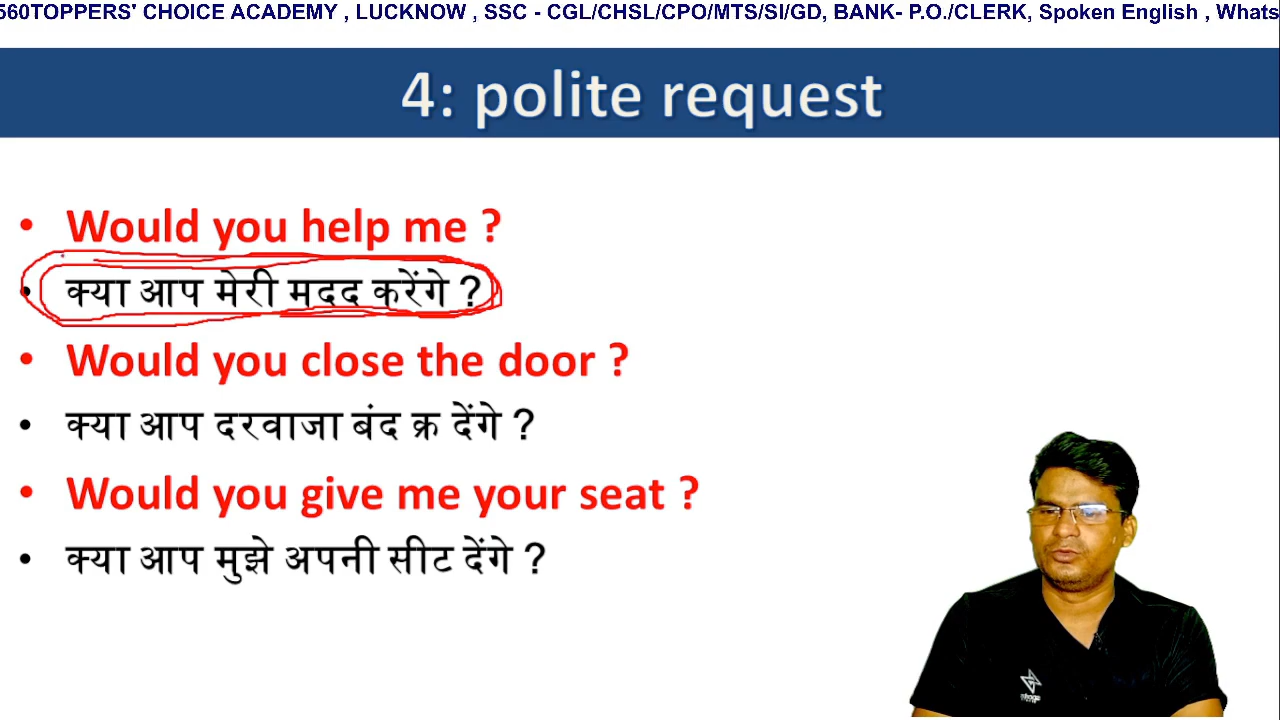 560TOPPERS' CHOICE ACADEMY , LUCKNOW , SSC - CGL/CHSL/CPO/MTS/SI/GD, BANK- P.O./CLERK, Spoken English , Whats
4: polite request
• Would you help me ?
• क्या आप मेरी मदद करेंगे ?
• Would you close the door ?
• क्या आप दरवाजा बंद क्र देंगे ?
• Would you give me your seat ?
• क्या आप मुझे अपनी सीट देंगे ?